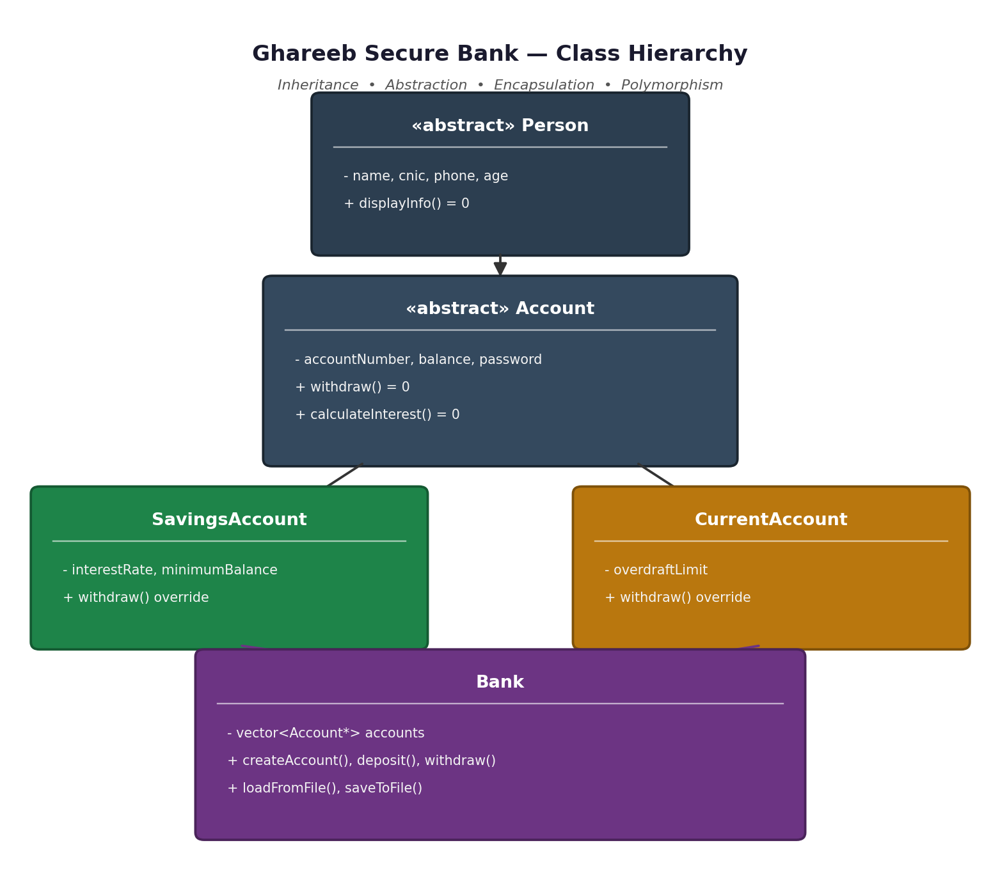 Ghareeb Secure Bank — Class Hierarchy
Inheritance • Abstraction • Encapsulation • Polymorphism
«abstract» Person
- name, cnic, phone, age
+ displayInfo() = 0
«abstract» Account
- accountNumber, balance, password
+ withdraw() = 0
+ calculateInterest() = 0
SavingsAccount
- interestRate, minimumBalance
+ withdraw() override
CurrentAccount
- overdraftLimit
+ withdraw() override
Bank
- vector<Account*> accounts
+ createAccount(), deposit(), withdraw()
+ loadFromFile(), saveToFile()